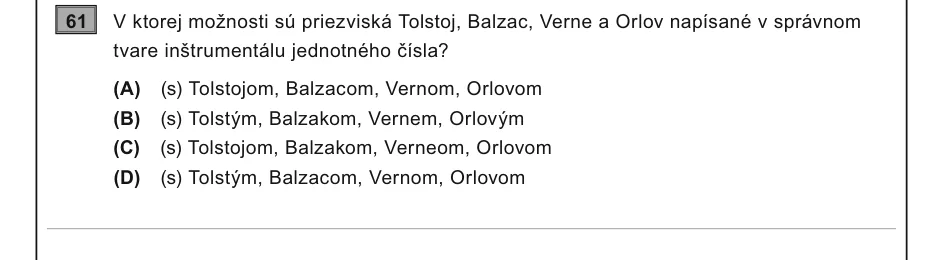 61 V ktorej možnosti sú priezviská Tolstoj, Balzac, Verne a Orlov napísané v správnom
tvare inštrumentálu jednotného čísla?
(A) (s) Tolstojom, Balzacom, Vernom, Orlovom
(B) (s) Tolstým, Balzakom, Vernem, Orlovým
(C) (s) Tolstojom, Balzakom, Verneom, Orlovom
(D) (s) Tolstým, Balzacom, Vernom, Orlovom